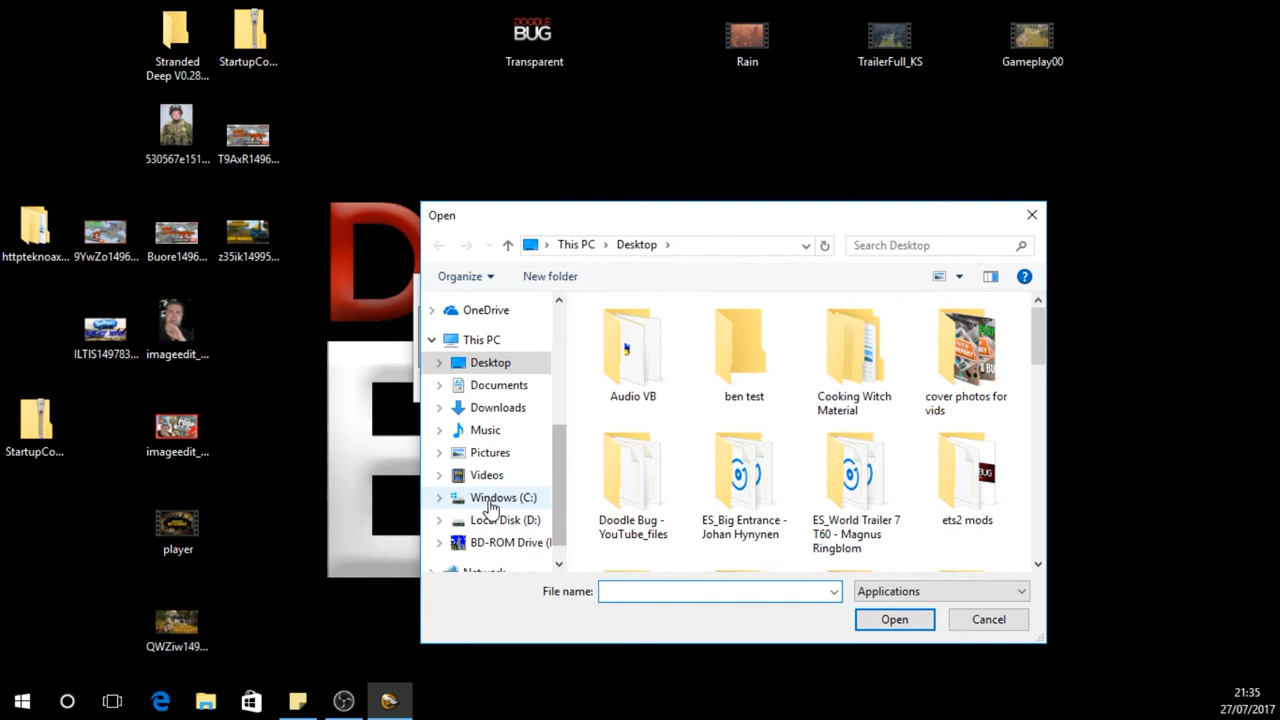 Stranded
Deep V0.28...
StartupCo...
DOODLE
BUG
Transparent
Rain
TrailerFull_KS
Gameplay00
530567e151...
T9AxR1496...
httpteknoax...
9YwZo1496...
Buore1496...
z35ik14995...
ILTIS149783...
imageedit_...
StartupCo...
imageedit_...
player
QWZiw149...
Open
This PC
Desktop
Search Desktop
Organize
New folder
OneDrive
This PC
Desktop
Documents
Downloads
Music
Pictures
Videos
Windows (C:)
Local Disk (D:)
BD-ROM Drive (
Network
Audio VB
ben test
Cooking Witch
Material
cover photos for
vids
Doodle Bug -
YouTube_files
ES_Big Entrance -
Johan Hynynen
ES_World Trailer 7
T60 - Magnus
Ringblom
ets2 mods
File name:
Applications
Open
Cancel
21:35
27/07/2017